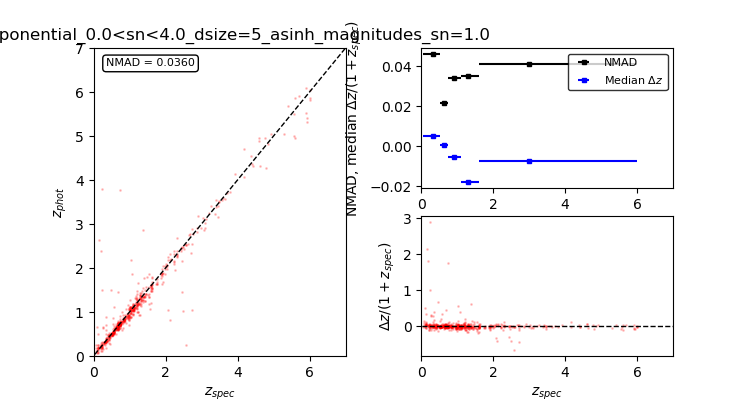 ponential_0.0<sn<4.0_dsize=5_asinh_magnitudes_sn=1.0
NMAD = 0.0360
7
6
5
4
3
2
1
0
z_phot
0 2 4 6
z_spec
NMAD, median Δz/(1 + z_spec)
0.04
0.02
0.00
−0.02
NMAD
Median Δz
0 2 4 6
Δz/(1 + z_spec)
3
2
1
0
0 2 4 6
z_spec